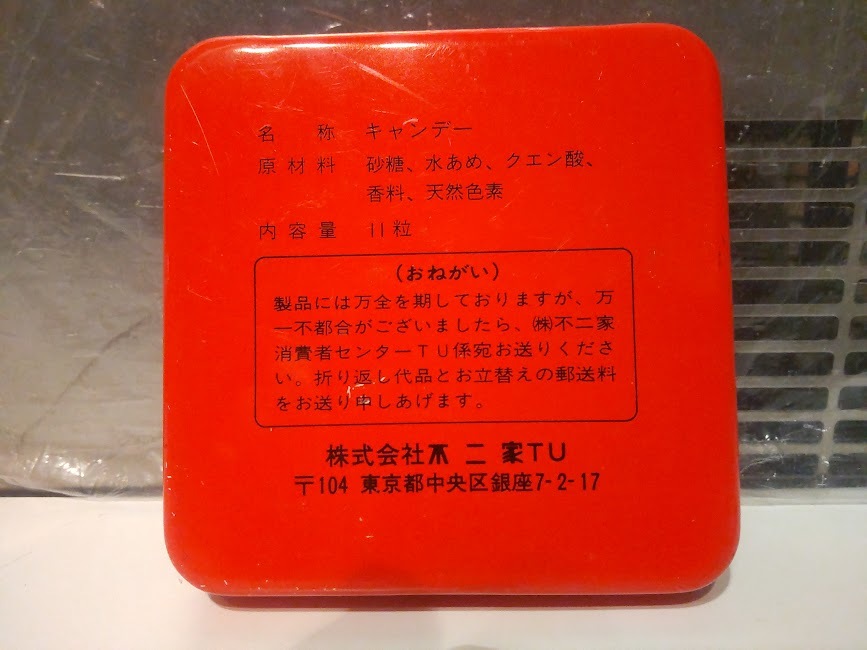 名称 キャンデー
原材料 砂糖、水あめ、クエン酸、
香料、天然色素
内容量 11粒
(おねがい)
製品には万全を期しておりますが、万
一不都合がございましたら、㈱不二家
消費者センターTU係宛お送りくださ
い。折り返し代品とお立替えの郵送料
をお送り申しあげます。
株式会社不二家TU
〒104 東京都中央区銀座7-2-17